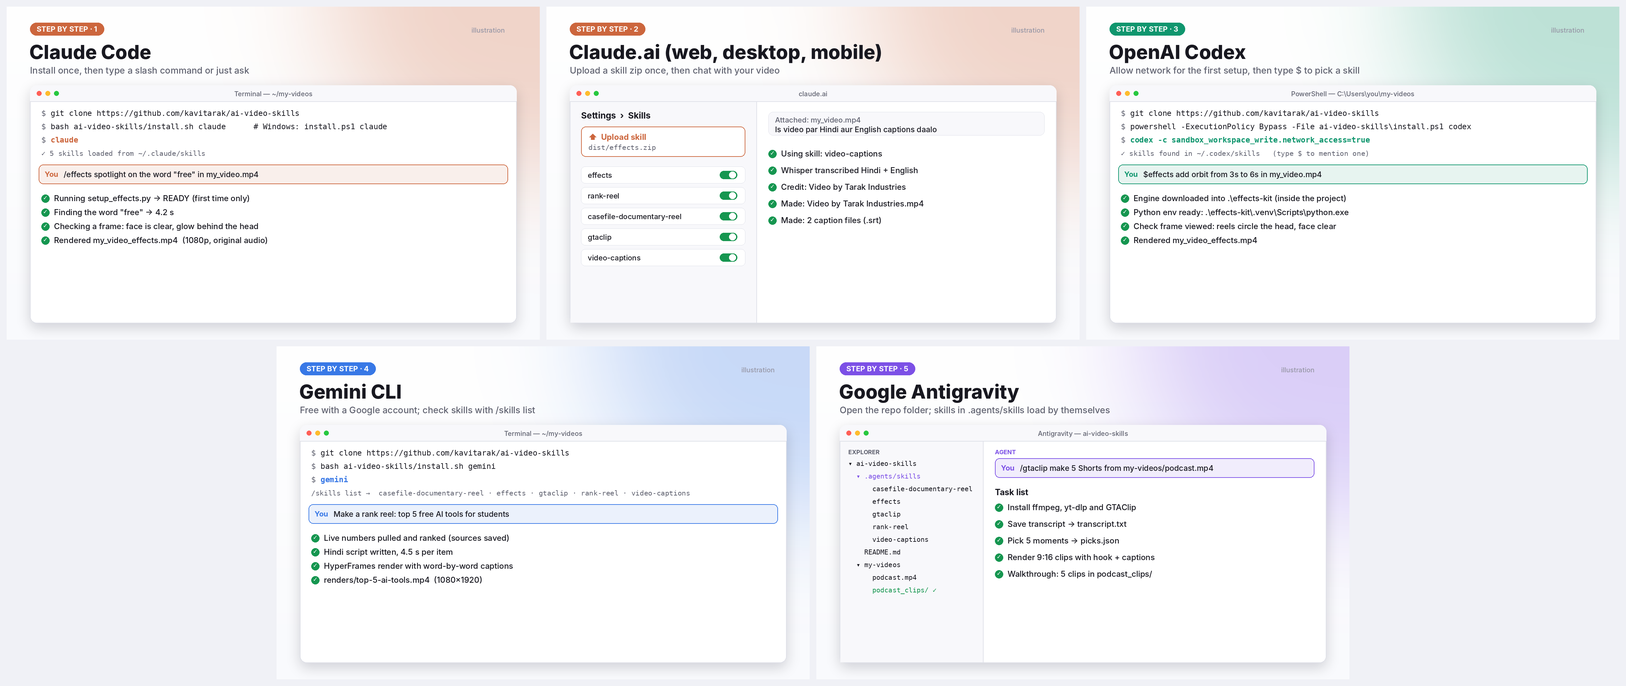 STEP BY STEP · 1
illustration
Claude Code
Install once, then type a slash command or just ask
Terminal — ~/my-videos
$ git clone https://github.com/kavitarak/ai-video-skills
$ bash ai-video-skills/install.sh claude # Windows: install.ps1 claude
$ claude
✓ 5 skills loaded from ~/.claude/skills
You /effects spotlight on the word "free" in my_video.mp4
Running setup_effects.py → READY (first time only)
Finding the word "free" → 4.2 s
Checking a frame: face is clear, glow behind the head
Rendered my_video_effects.mp4 (1080p, original audio)
STEP BY STEP · 2
illustration
Claude.ai (web, desktop, mobile)
Upload a skill zip once, then chat with your video
claude.ai
Settings › Skills
Upload skill
dist/effects.zip
effects
rank-reel
casefile-documentary-reel
gtaclip
video-captions
Attached: my_video.mp4
Is video par Hindi aur English captions daalo
Using skill: video-captions
Whisper transcribed Hindi + English
Credit: Video by Tarak Industries
Made: Video by Tarak Industries.mp4
Made: 2 caption files (.srt)
STEP BY STEP · 3
illustration
OpenAI Codex
Allow network for the first setup, then type $ to pick a skill
PowerShell — C:\Users\you\my-videos
$ git clone https://github.com/kavitarak/ai-video-skills
$ powershell -ExecutionPolicy Bypass -File ai-video-skills\install.ps1 codex
$ codex -c sandbox_workspace_write.network_access=true
✓ skills found in ~/.codex/skills (type $ to mention one)
You $effects add orbit from 3s to 6s in my_video.mp4
Engine downloaded into .\effects-kit (inside the project)
Python env ready: .\effects-kit\.venv\Scripts\python.exe
Check frame viewed: reels circle the head, face clear
Rendered my_video_effects.mp4
STEP BY STEP · 4
illustration
Gemini CLI
Free with a Google account; check skills with /skills list
Terminal — ~/my-videos
$ git clone https://github.com/kavitarak/ai-video-skills
$ bash ai-video-skills/install.sh gemini
$ gemini
/skills list → casefile-documentary-reel · effects · gtaclip · rank-reel · video-captions
You Make a rank reel: top 5 free AI tools for students
Live numbers pulled and ranked (sources saved)
Hindi script written, 4.5 s per item
HyperFrames render with word-by-word captions
renders/top-5-ai-tools.mp4 (1080×1920)
STEP BY STEP · 5
illustration
Google Antigravity
Open the repo folder; skills in .agents/skills load by themselves
Antigravity — ai-video-skills
EXPLORER
▾ ai-video-skills
▾ .agents/skills
casefile-documentary-reel
effects
gtaclip
rank-reel
video-captions
README.md
▾ my-videos
podcast.mp4
podcast_clips/ ✓
AGENT
You /gtaclip make 5 Shorts from my-videos/podcast.mp4
Task list
Install ffmpeg, yt-dlp and GTAClip
Save transcript → transcript.txt
Pick 5 moments → picks.json
Render 9:16 clips with hook + captions
Walkthrough: 5 clips in podcast_clips/